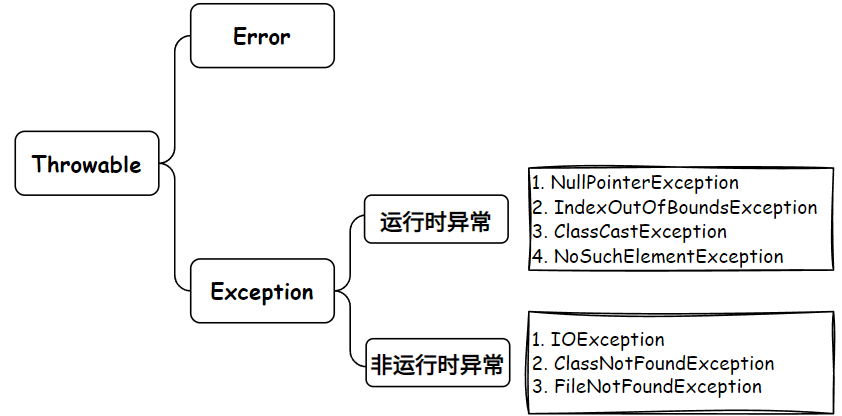 Error
Throwable
Exception
运行时异常
1. NullPointerException
2. IndexOutOfBoundsException
3. ClassCastException
4. NoSuchElementException
非运行时异常
1. IOException
2. ClassNotFoundException
3. FileNotFoundException